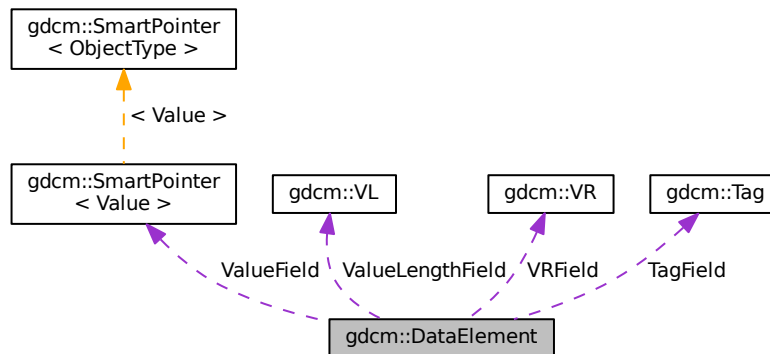 gdcm::SmartPointer
< ObjectType >
< Value >
gdcm::SmartPointer
< Value >
gdcm::VL
gdcm::VR
gdcm::Tag
ValueField
ValueLengthField
VRField
TagField
gdcm::DataElement